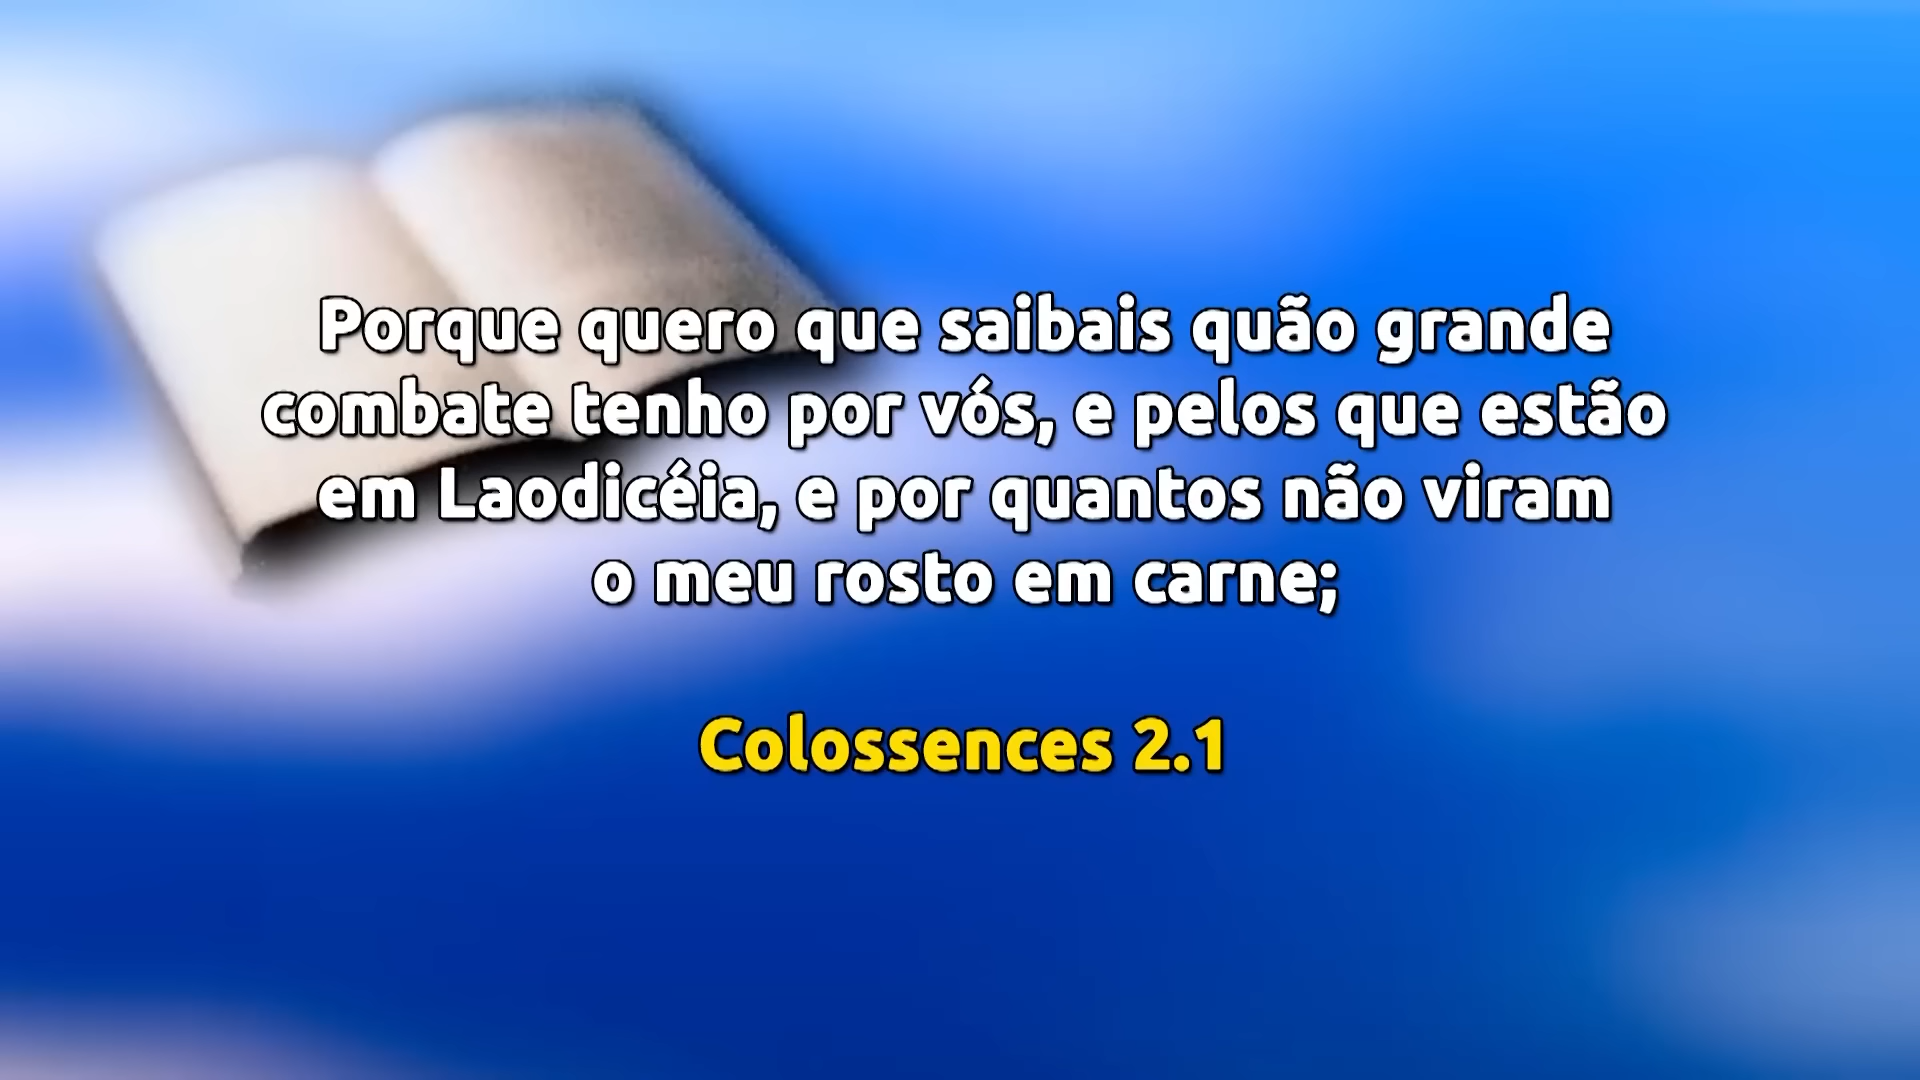 Porque quero que saibais quão grande
combate tenho por vós, e pelos que estão
em Laodicéia, e por quantos não viram
o meu rosto em carne;
Colossences 2.1